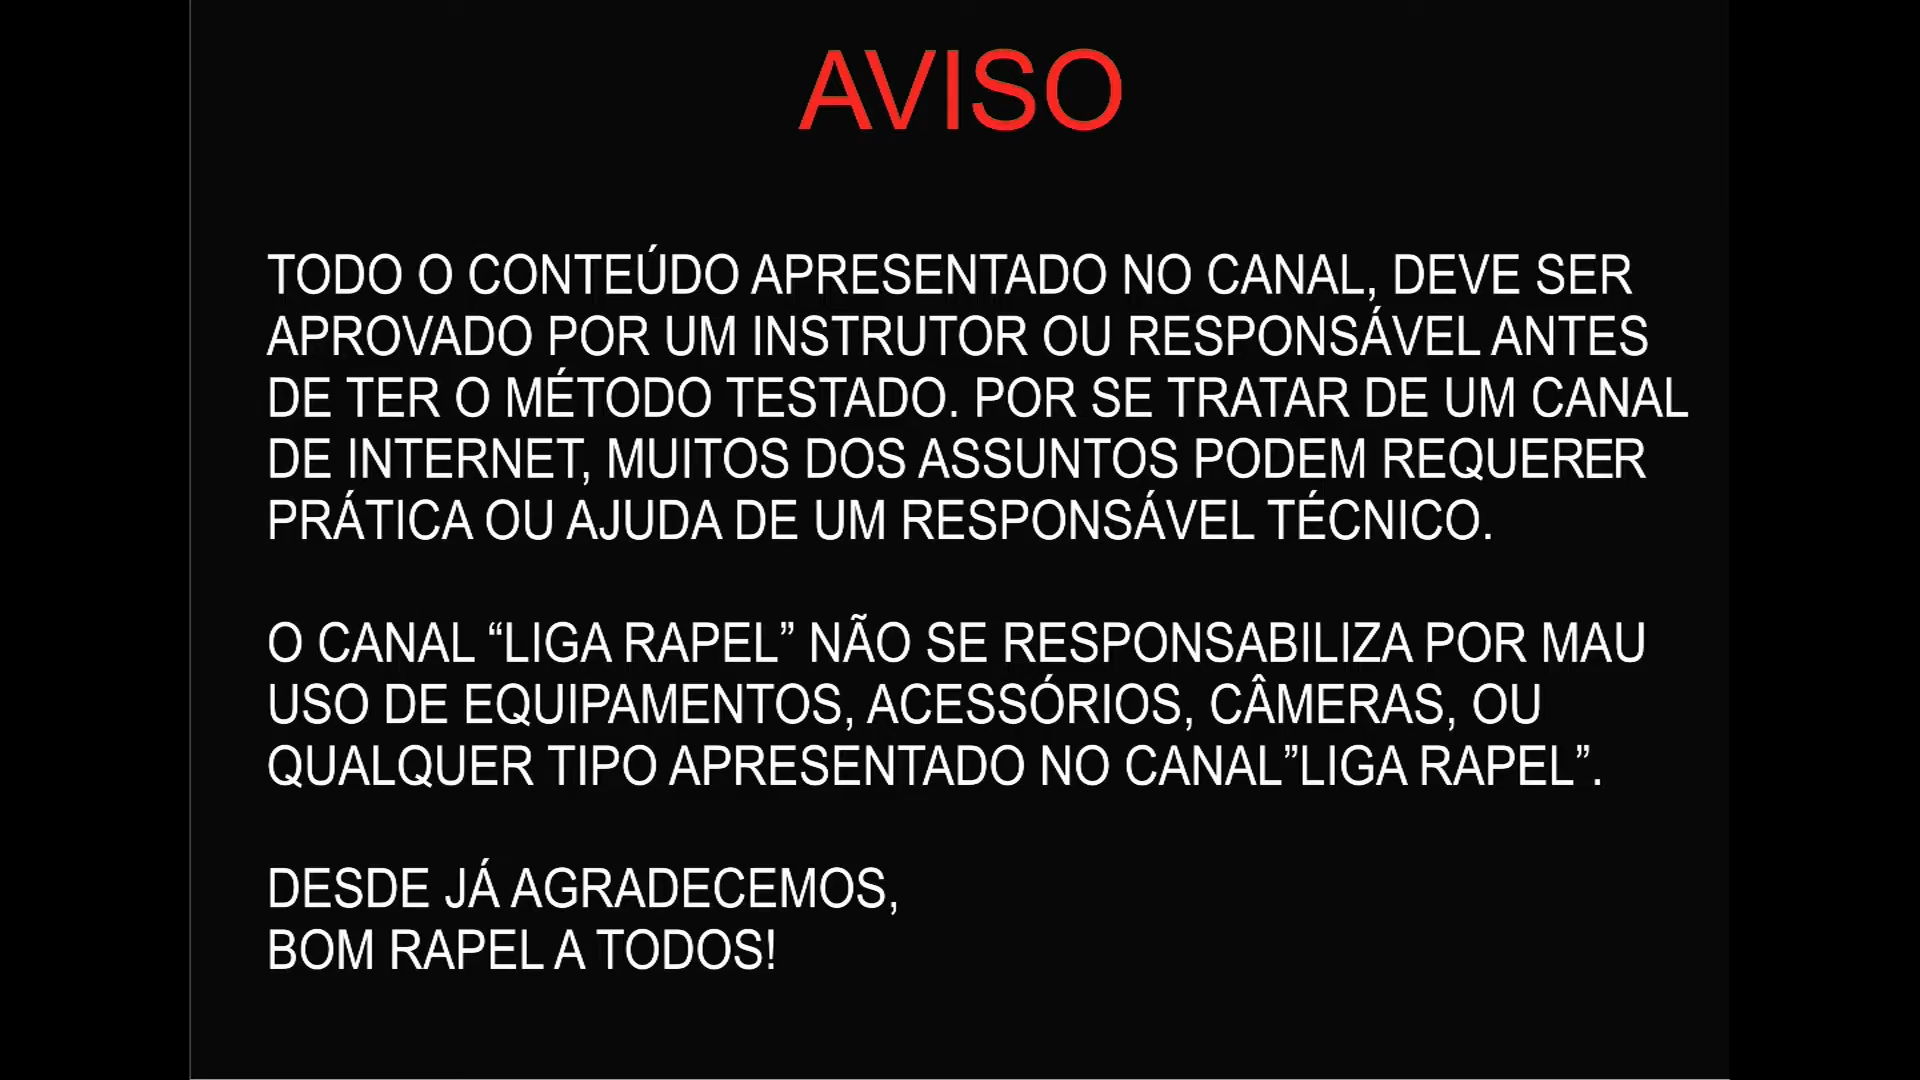 AVISO
TODO O CONTEÚDO APRESENTADO NO CANAL, DEVE SER
APROVADO POR UM INSTRUTOR OU RESPONSÁVEL ANTES
DE TER O MÉTODO TESTADO. POR SE TRATAR DE UM CANAL
DE INTERNET, MUITOS DOS ASSUNTOS PODEM REQUERER
PRÁTICA OU AJUDA DE UM RESPONSÁVEL TÉCNICO.
O CANAL “LIGA RAPEL” NÃO SE RESPONSABILIZA POR MAU
USO DE EQUIPAMENTOS, ACESSÓRIOS, CÂMERAS, OU
QUALQUER TIPO APRESENTADO NO CANAL”LIGA RAPEL”.
DESDE JÁ AGRADECEMOS,
BOM RAPEL A TODOS!